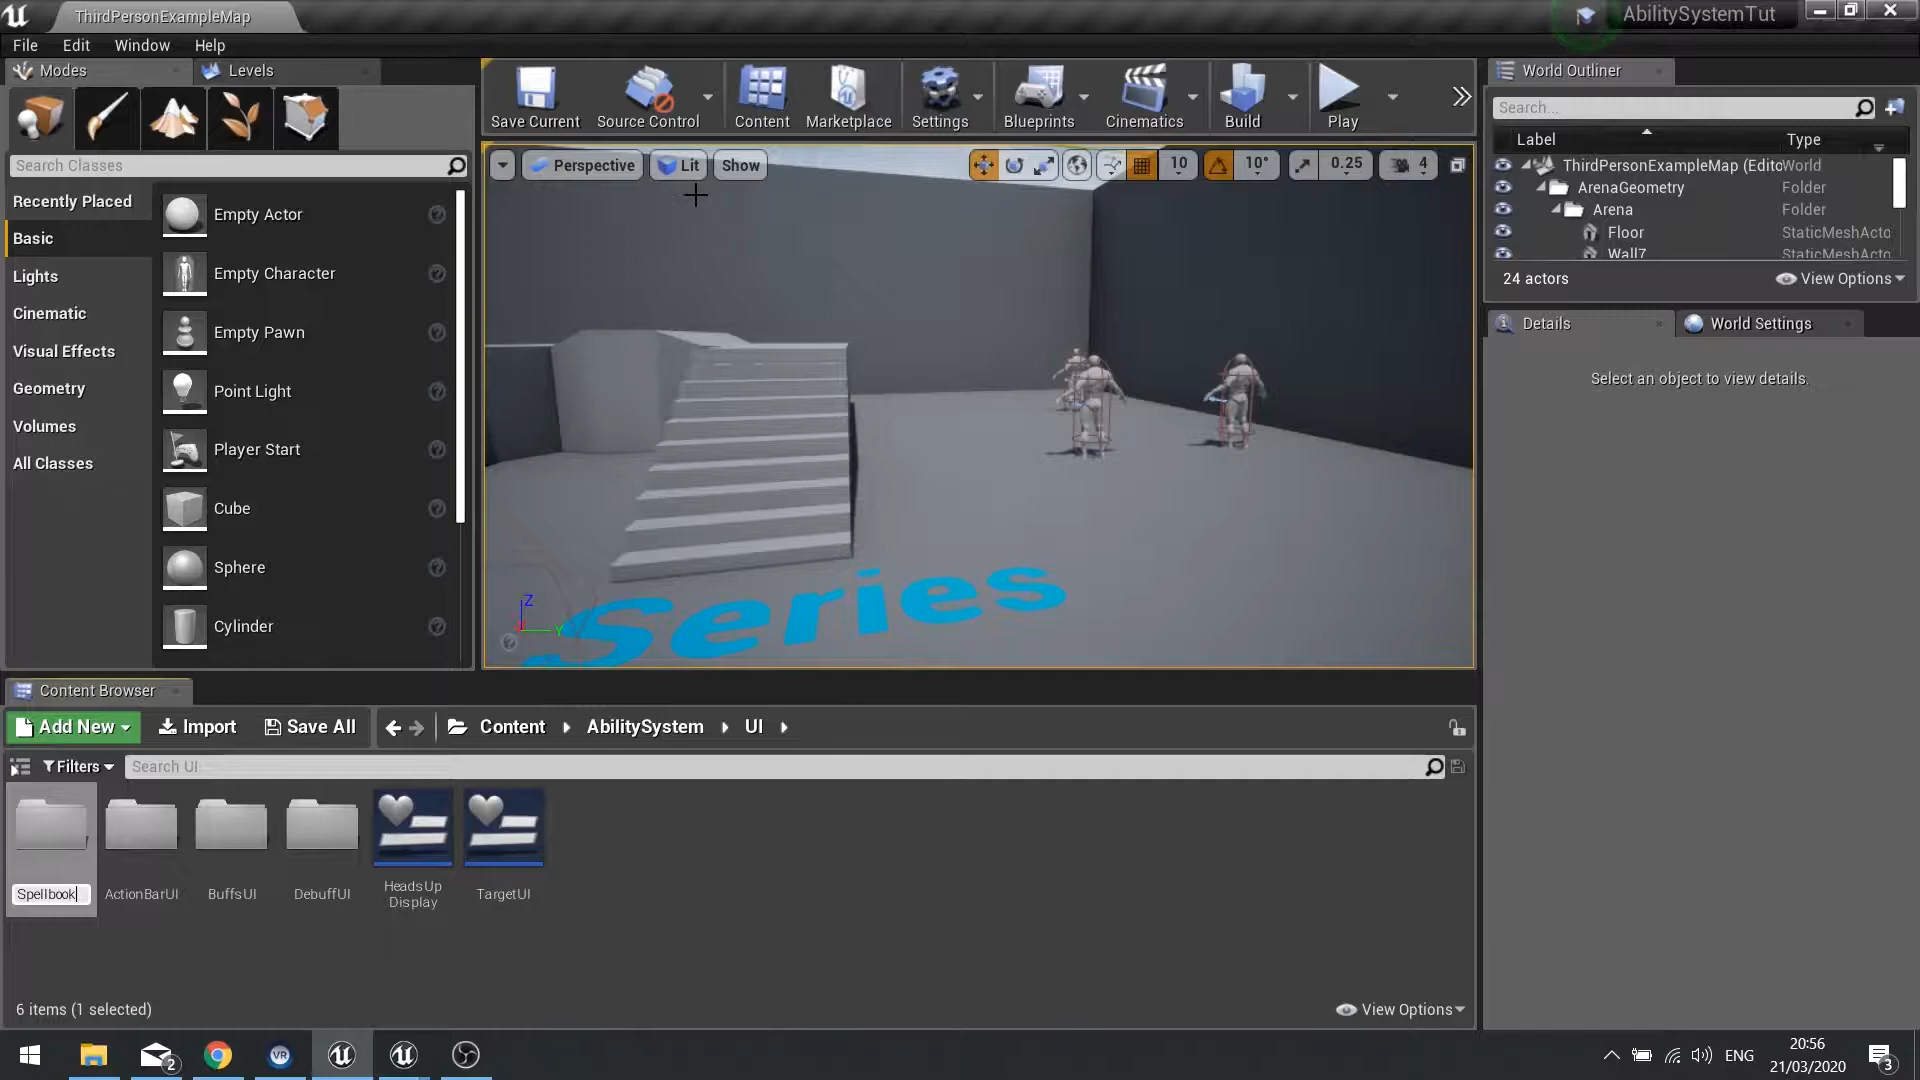 ThirdPersonExampleMap
AbilitySystemTut
File Edit Window Help
Modes
Levels
Save Current
Source Control
Content
Marketplace
Settings
Blueprints
Cinematics
Build
Play
World Outliner
Search...
Label
Type
Search Classes
Perspective
Lit
Show
10
10°
0.25
4
ThirdPersonExampleMap (Edito World
ArenaGeometry Folder
Arena Folder
Floor StaticMeshActo
Wall7 StaticMeshActo
24 actors
View Options
Recently Placed
Basic
Lights
Cinematic
Visual Effects
Geometry
Volumes
All Classes
Empty Actor
Empty Character
Empty Pawn
Point Light
Player Start
Cube
Sphere
Cylinder
Details
World Settings
Select an object to view details.
Series
Z
Y
Content Browser
Add New
Import
Save All
Content
AbilitySystem
UI
Filters
Search UI
Spellbook
ActionBarUI
BuffsUI
DebuffUI
HeadsUp
Display
TargetUI
6 items (1 selected)
View Options
2
VR
ENG
20:56
21/03/2020
3